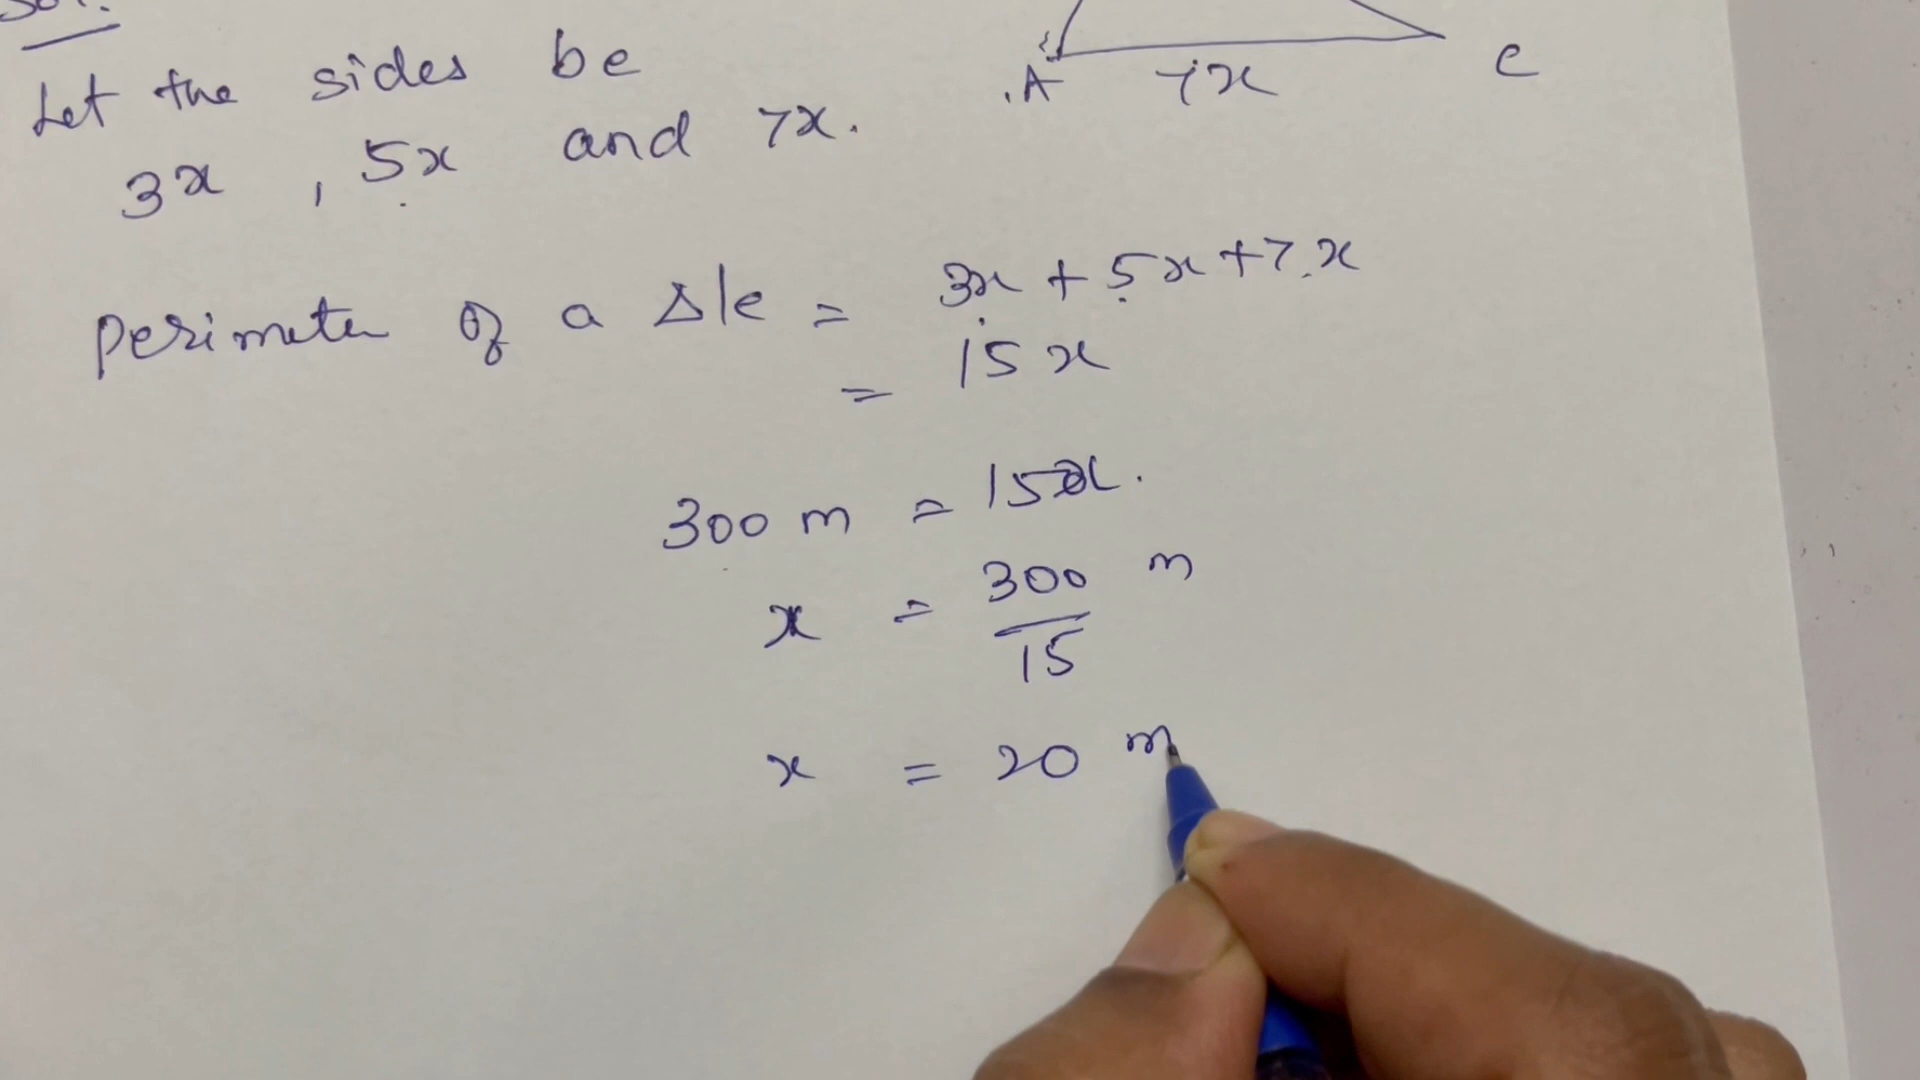 Sol:
Let the sides be
3x , 5x and 7x.
A 7x C
Perimeter of a Δle = 3x + 5x + 7x
= 15x
300 m = 15x.
x = 300/15 m
x = 20 m